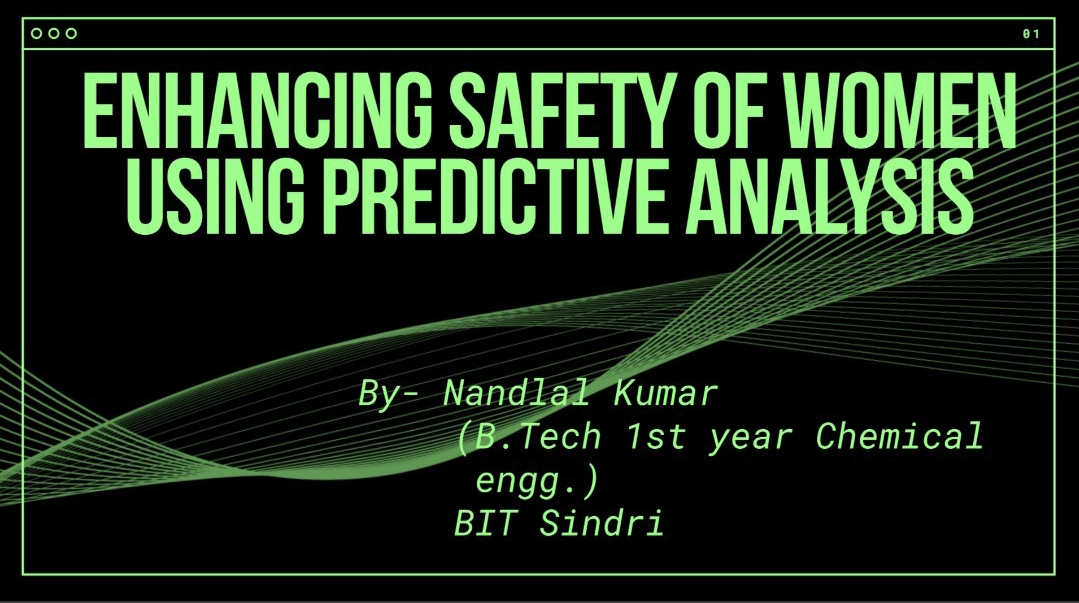 01
ENHANCING SAFETY OF WOMEN
USING PREDICTIVE ANALYSIS
By- Nandlal Kumar
(B.Tech 1st year Chemical
engg.)
BIT Sindri